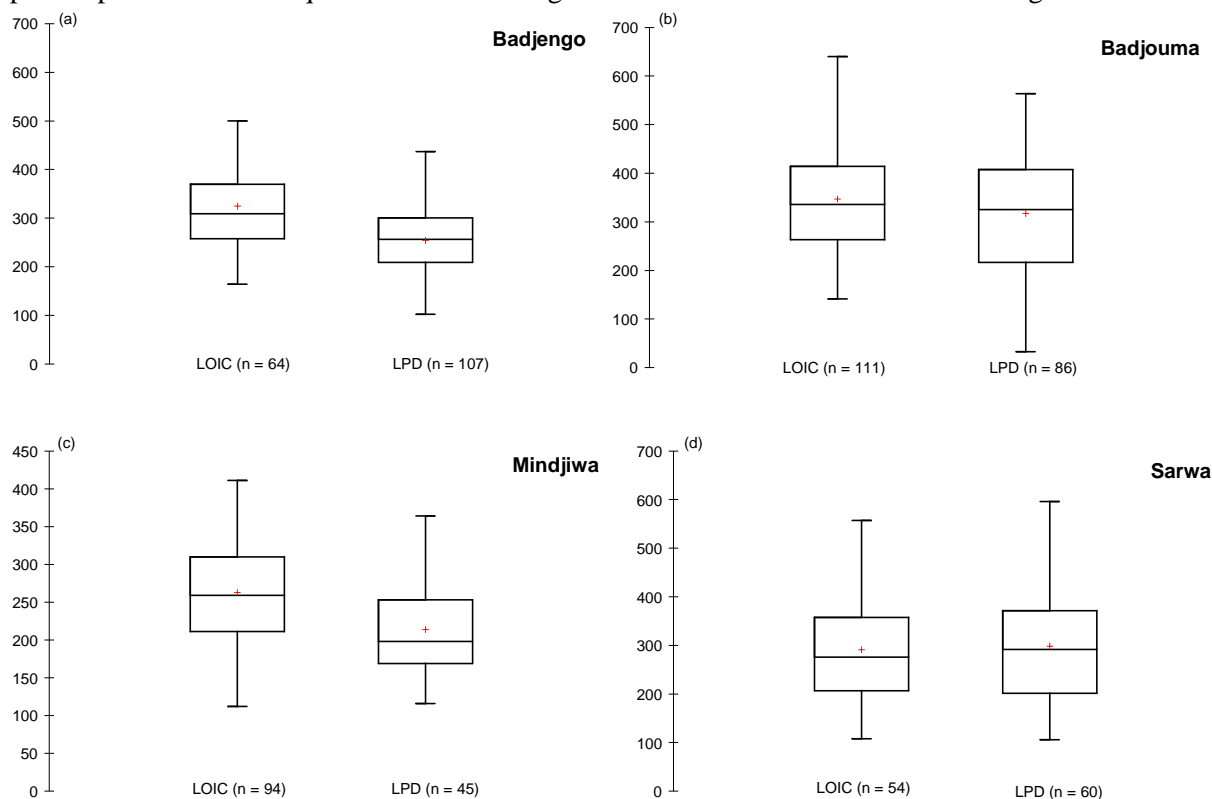 (a)
Badjengo
700
600
500
400
300
200
100
0
LOIC (n = 64)
LPD (n = 107)
(b)
Badjouma
700
600
500
400
300
200
100
0
LOIC (n = 111)
LPD (n = 86)
(c)
Mindjiwa
450
400
350
300
250
200
150
100
50
0
LOIC (n = 94)
LPD (n = 45)
(d)
Sarwa
700
600
500
400
300
200
100
0
LOIC (n = 54)
LPD (n = 60)